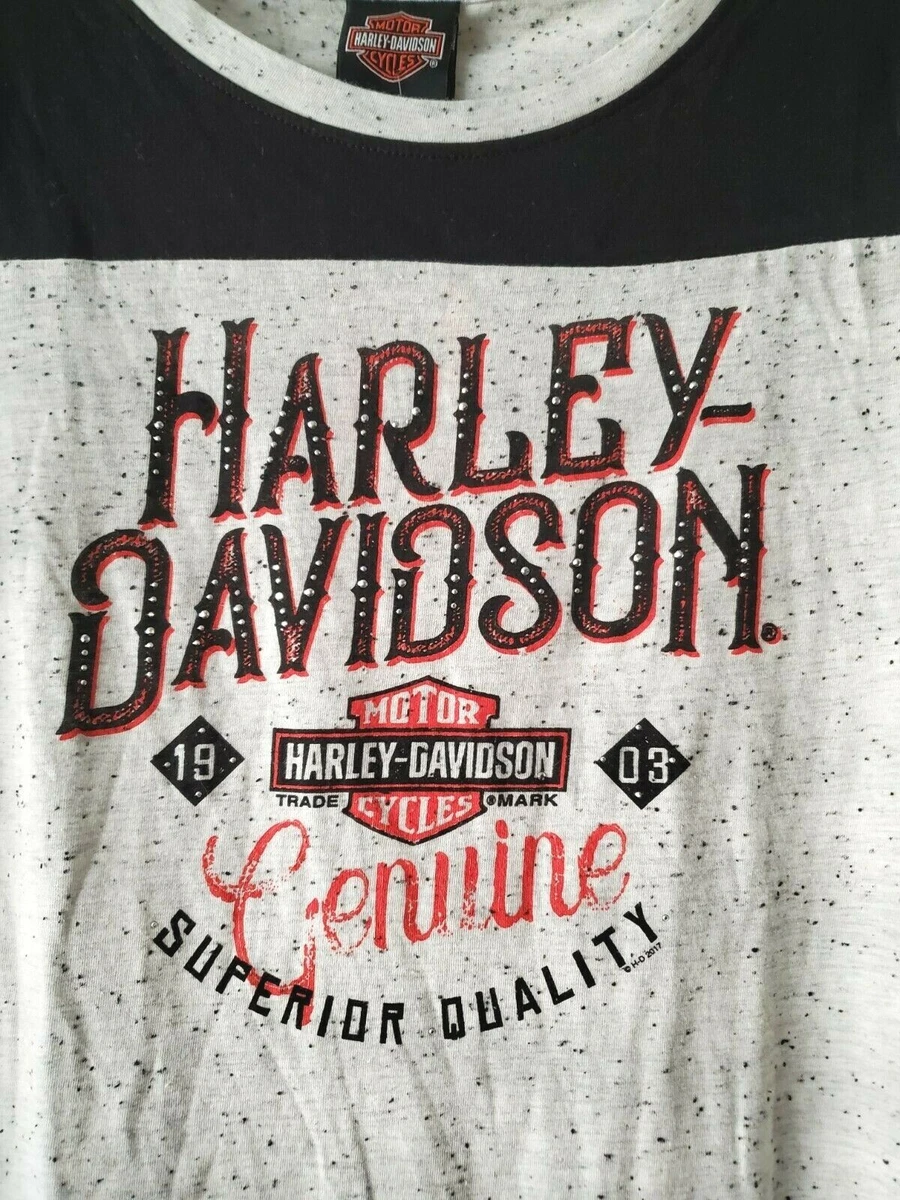 MOTOR
HARLEY-DAVIDSON
CYCLES®
HARLEY-
DAVIDSON®
MOTOR
19 HARLEY-DAVIDSON 03
TRADE CYCLES ®MARK
Genuine
SUPERIOR QUALITY
© H-D 2017